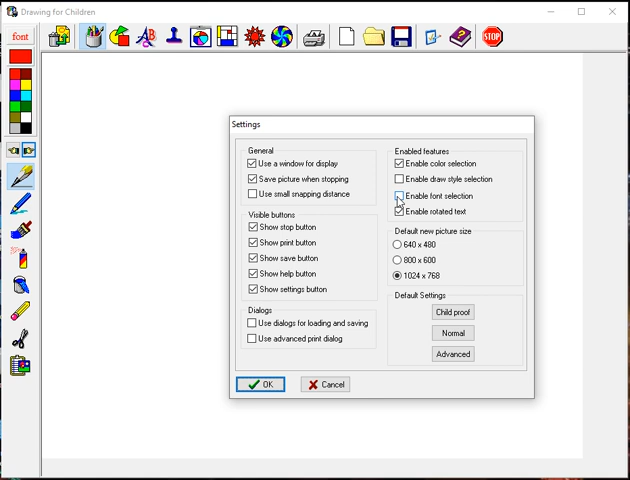 Drawing for Children
font
STOP
Settings
General
Use a window for display
Save picture when stopping
Use small snapping distance
Visible buttons
Show stop button
Show print button
Show save button
Show help button
Show settings button
Dialogs
Use dialogs for loading and saving
Use advanced print dialog
Enabled features
Enable color selection
Enable draw style selection
Enable font selection
Enable rotated text
Default new picture size
640 x 480
800 x 600
1024 x 768
Default Settings
Child proof
Normal
Advanced
OK
Cancel